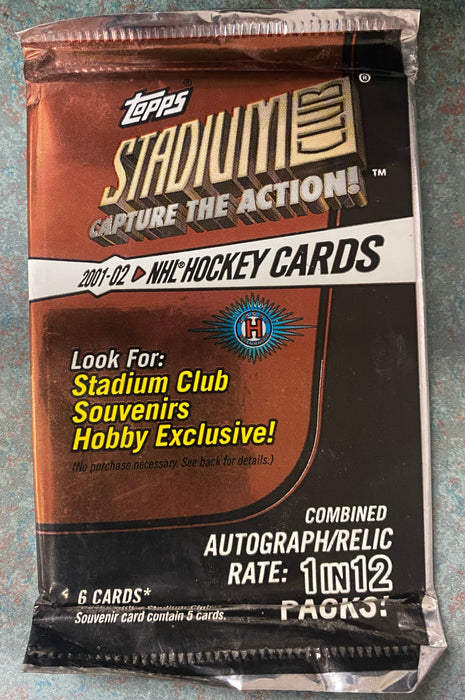 topps®
STADIUM CLUB®
CAPTURE THE ACTION!™
2001-02 NHL® HOCKEY CARDS
H
Look For:
Stadium Club
Souvenirs
Hobby Exclusive!
(No purchase necessary. See back for details.)
COMBINED
AUTOGRAPH/RELIC
RATE: 1 IN 12
PACKS!
6 CARDS*
Souvenir card contain 5 cards.